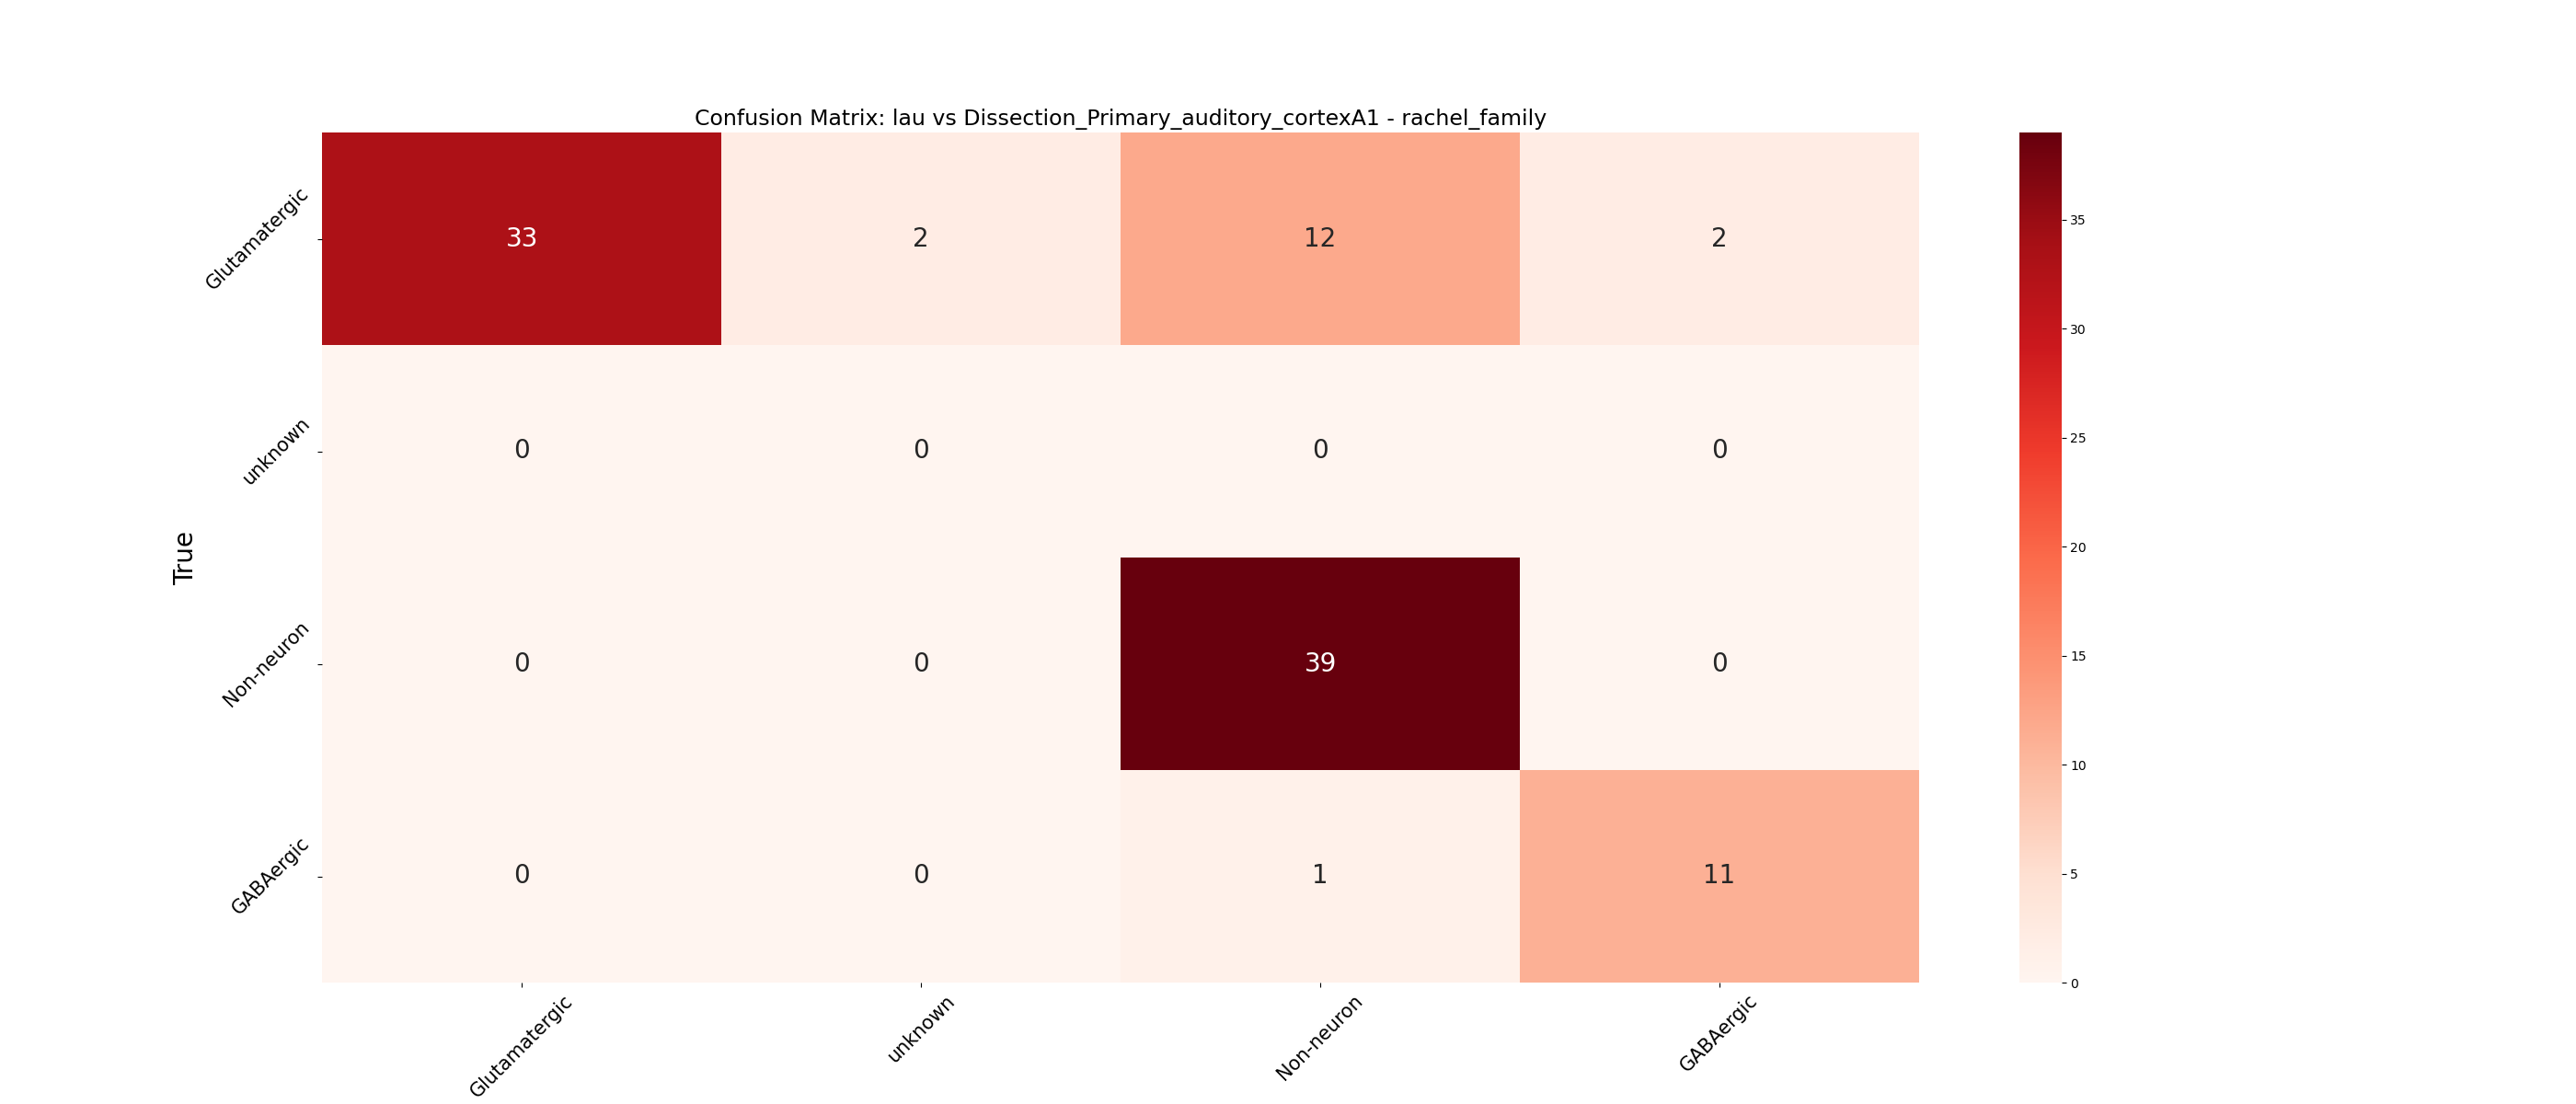 Confusion Matrix: lau vs Dissection_Primary_auditory_cortexA1 - rachel_family
True
Glutamatergic
33 2 12 2
unknown
0 0 0 0
Non-neuron
0 0 39 0
GABAergic
0 0 1 11
Glutamatergic unknown Non-neuron GABAergic
35
30
25
20
15
10
5
0